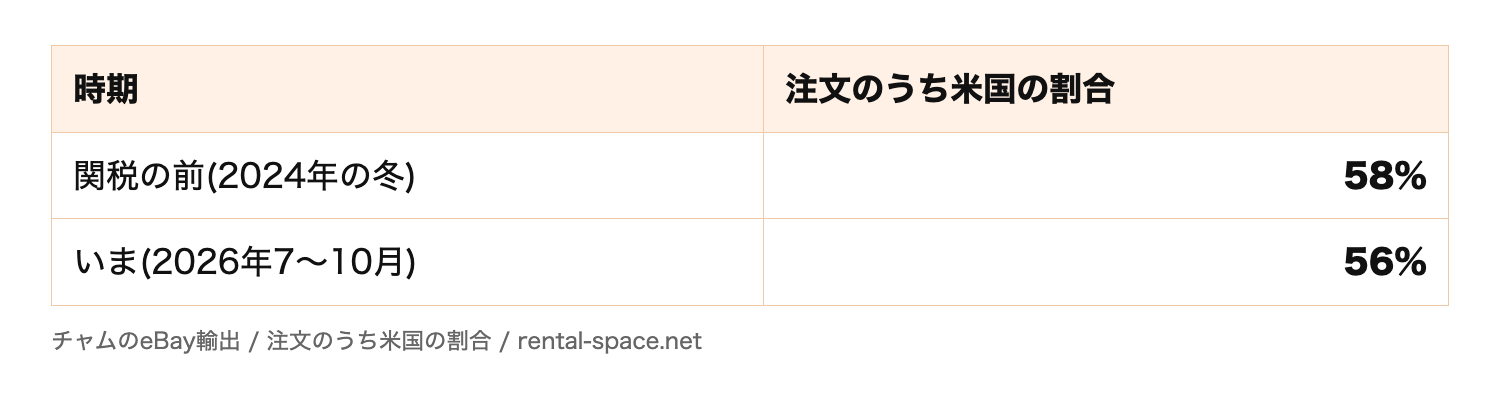 時期 注文のうち米国の割合
関税の前(2024年の冬) 58%
いま(2026年7〜10月) 56%
チャムのeBay輸出 / 注文のうち米国の割合 / rental-space.net